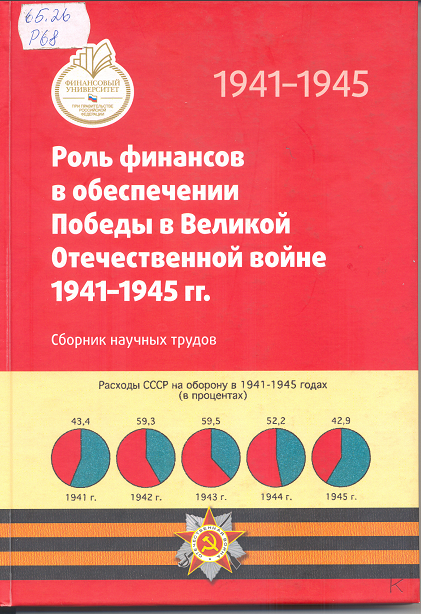 65.26
Р68
ФИНАНСОВЫЙ
УНИВЕРСИТЕТ
ПРИ ПРАВИТЕЛЬСТВЕ
РОССИЙСКОЙ
ФЕДЕРАЦИИ
1941–1945
Роль финансов
в обеспечении
Победы в Великой
Отечественной войне
1941–1945 гг.
Сборник научных трудов
Расходы СССР на оборону в 1941-1945 годах
(в процентах)
43,4 59,3 59,5 52,2 42,9
1941 г. 1942 г. 1943 г. 1944 г. 1945 г.
ОТЕЧЕСТВЕННАЯ ВОЙНА
К